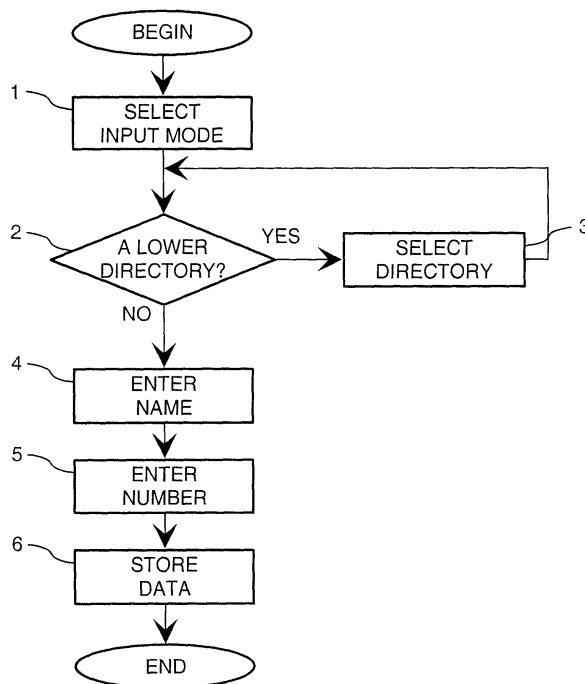 BEGIN
1
SELECT
INPUT MODE
2
A LOWER
DIRECTORY?
YES
3
SELECT
DIRECTORY
NO
4
ENTER
NAME
5
ENTER
NUMBER
6
STORE
DATA
END